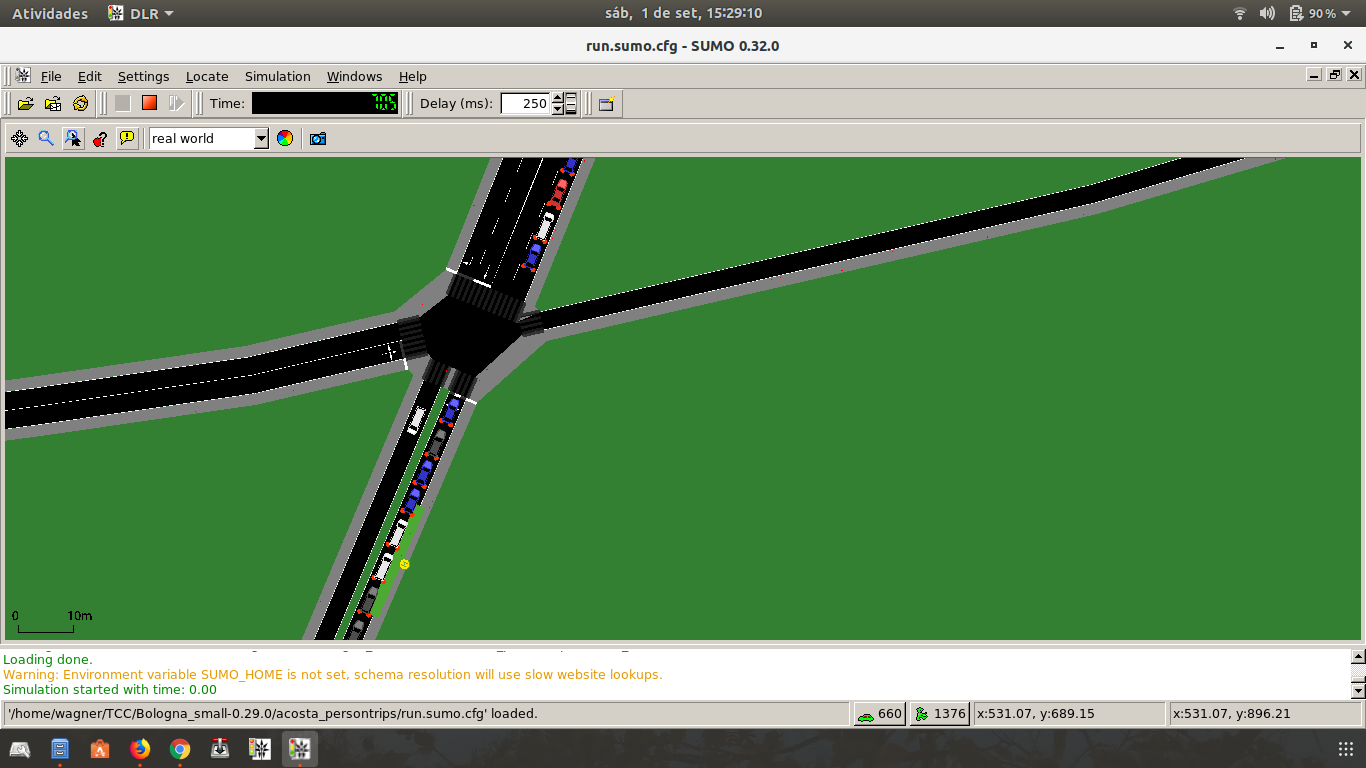 Atividades DLR sáb, 1 de set, 15:29:10 90 %
run.sumo.cfg - SUMO 0.32.0
File Edit Settings Locate Simulation Windows Help
Time: 705 Delay (ms): 250
real world
0 10m
Loading done.
Warning: Environment variable SUMO_HOME is not set, schema resolution will use slow website lookups.
Simulation started with time: 0.00
'/home/wagner/TCC/Bologna_small-0.29.0/acosta_persontrips/run.sumo.cfg' loaded. 660 1376 x:531.07, y:689.15 x:531.07, y:896.21